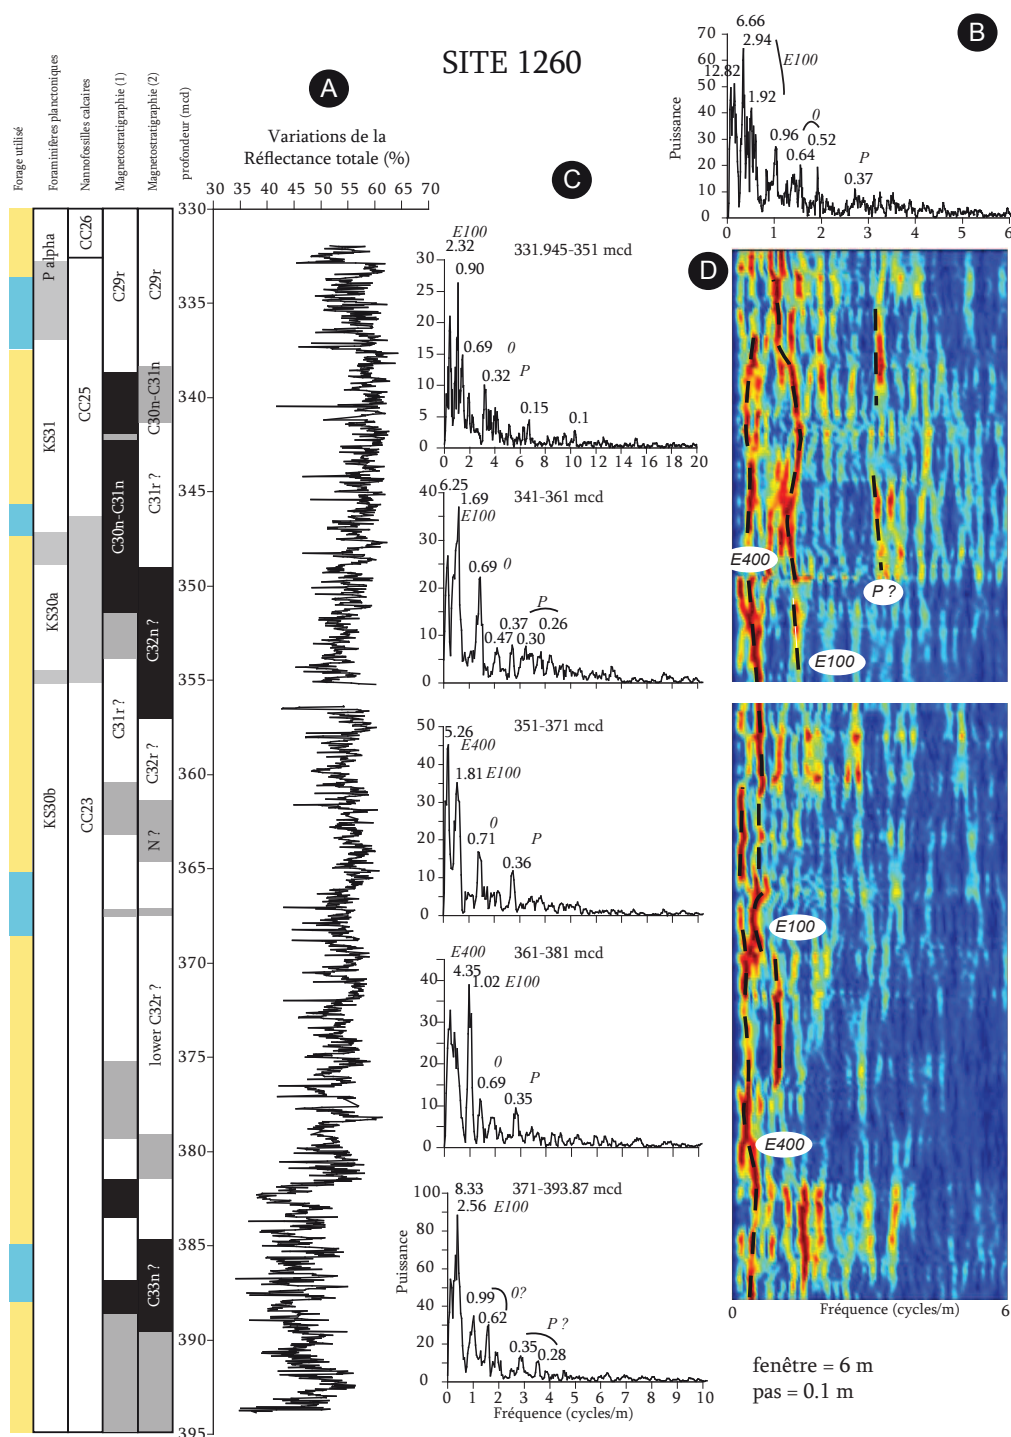 SITE 1260
A
B
C
D
Forage utilisé
Foraminifères planctoniques
Nannofossiles calcaires
Magnetostratigraphie (1)
Magnetostratigraphie (2)
profondeur (mcd)
Variations de la
Réflectance totale (%)
30 35 40 45 50 55 60 65 70
330
335
340
345
350
355
360
365
370
375
380
385
390
395
P alpha
KS31
KS30a
KS30b
CC26
CC25
CC23
C29r
C30n-C31n
C31r ?
C29r
C30n-C31n
C31r ?
C32n ?
C32r ?
N ?
lower C32r ?
C33n ?
Puissance
70
60
50
40
30
20
10
0
0 1 2 3 4 5 6
6.66
2.94
E100
12.82
1.92
0.96
0
0.52
0.64
P
0.37
331.945-351 mcd
E100
2.32
0.90
0.69 0
0.32 P
0.15
0.1
30
25
20
15
10
5
0
0 2 4 6 8 10 12 14 16 18 20
341-361 mcd
6.25
1.69
E100
0.69 0
P
0.37 0.26
0.47 0.30
40
30
20
10
0
351-371 mcd
5.26
E400
1.81 E100
0
0.71
P
0.36
50
40
30
20
10
0
361-381 mcd
E400
4.35
1.02 E100
0
0.69
P
0.35
40
30
20
10
0
371-393.87 mcd
8.33
2.56 E100
0.99 0?
0.62
P ?
0.35
0.28
Puissance
100
80
60
40
20
0
0 1 2 3 4 5 6 7 8 9 10
Fréquence (cycles/m)
E400
P ?
E100
E100
E400
0 Fréquence (cycles/m) 6
fenêtre = 6 m
pas = 0.1 m